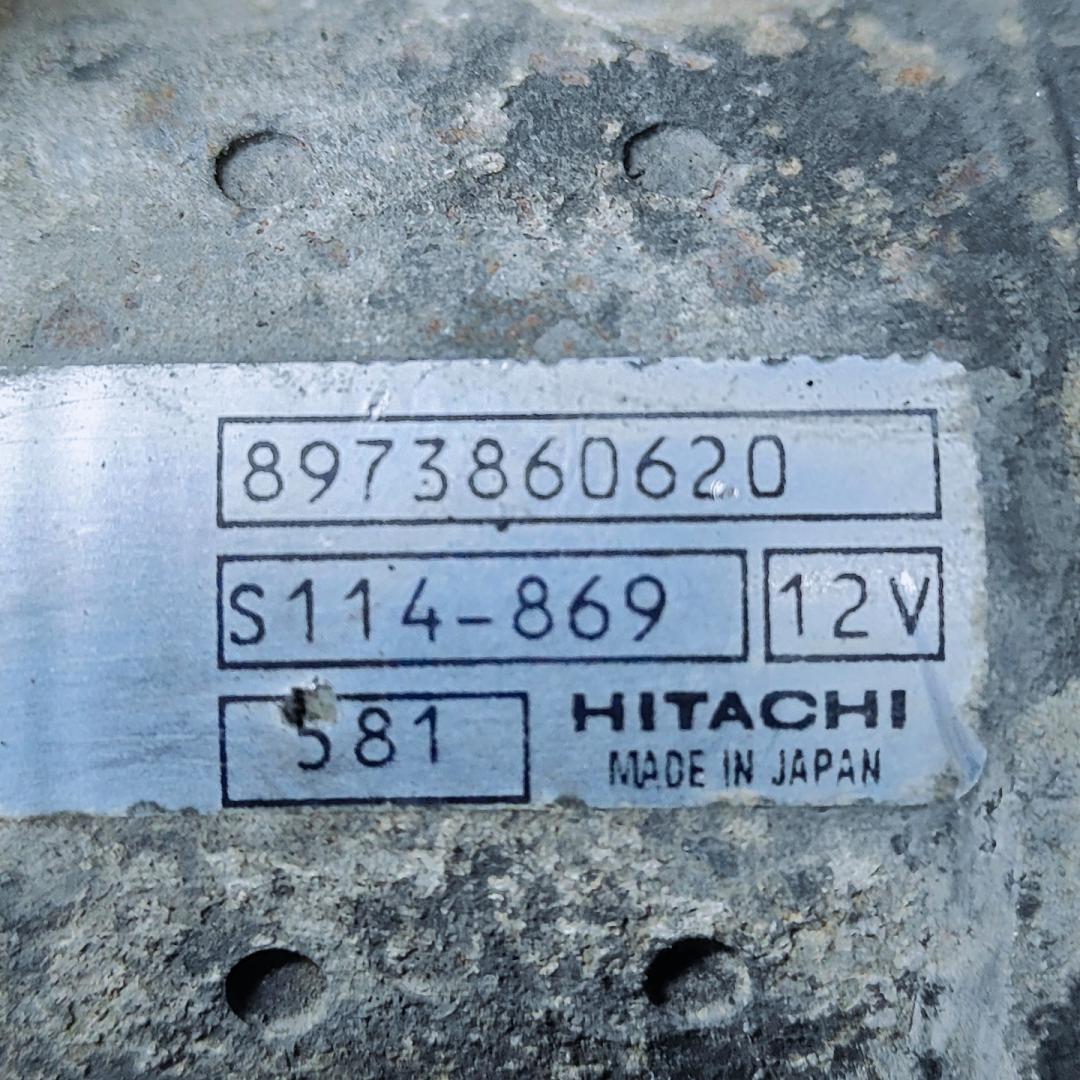 8973860620
S114-869 12V
581 HITACHI
MADE IN JAPAN